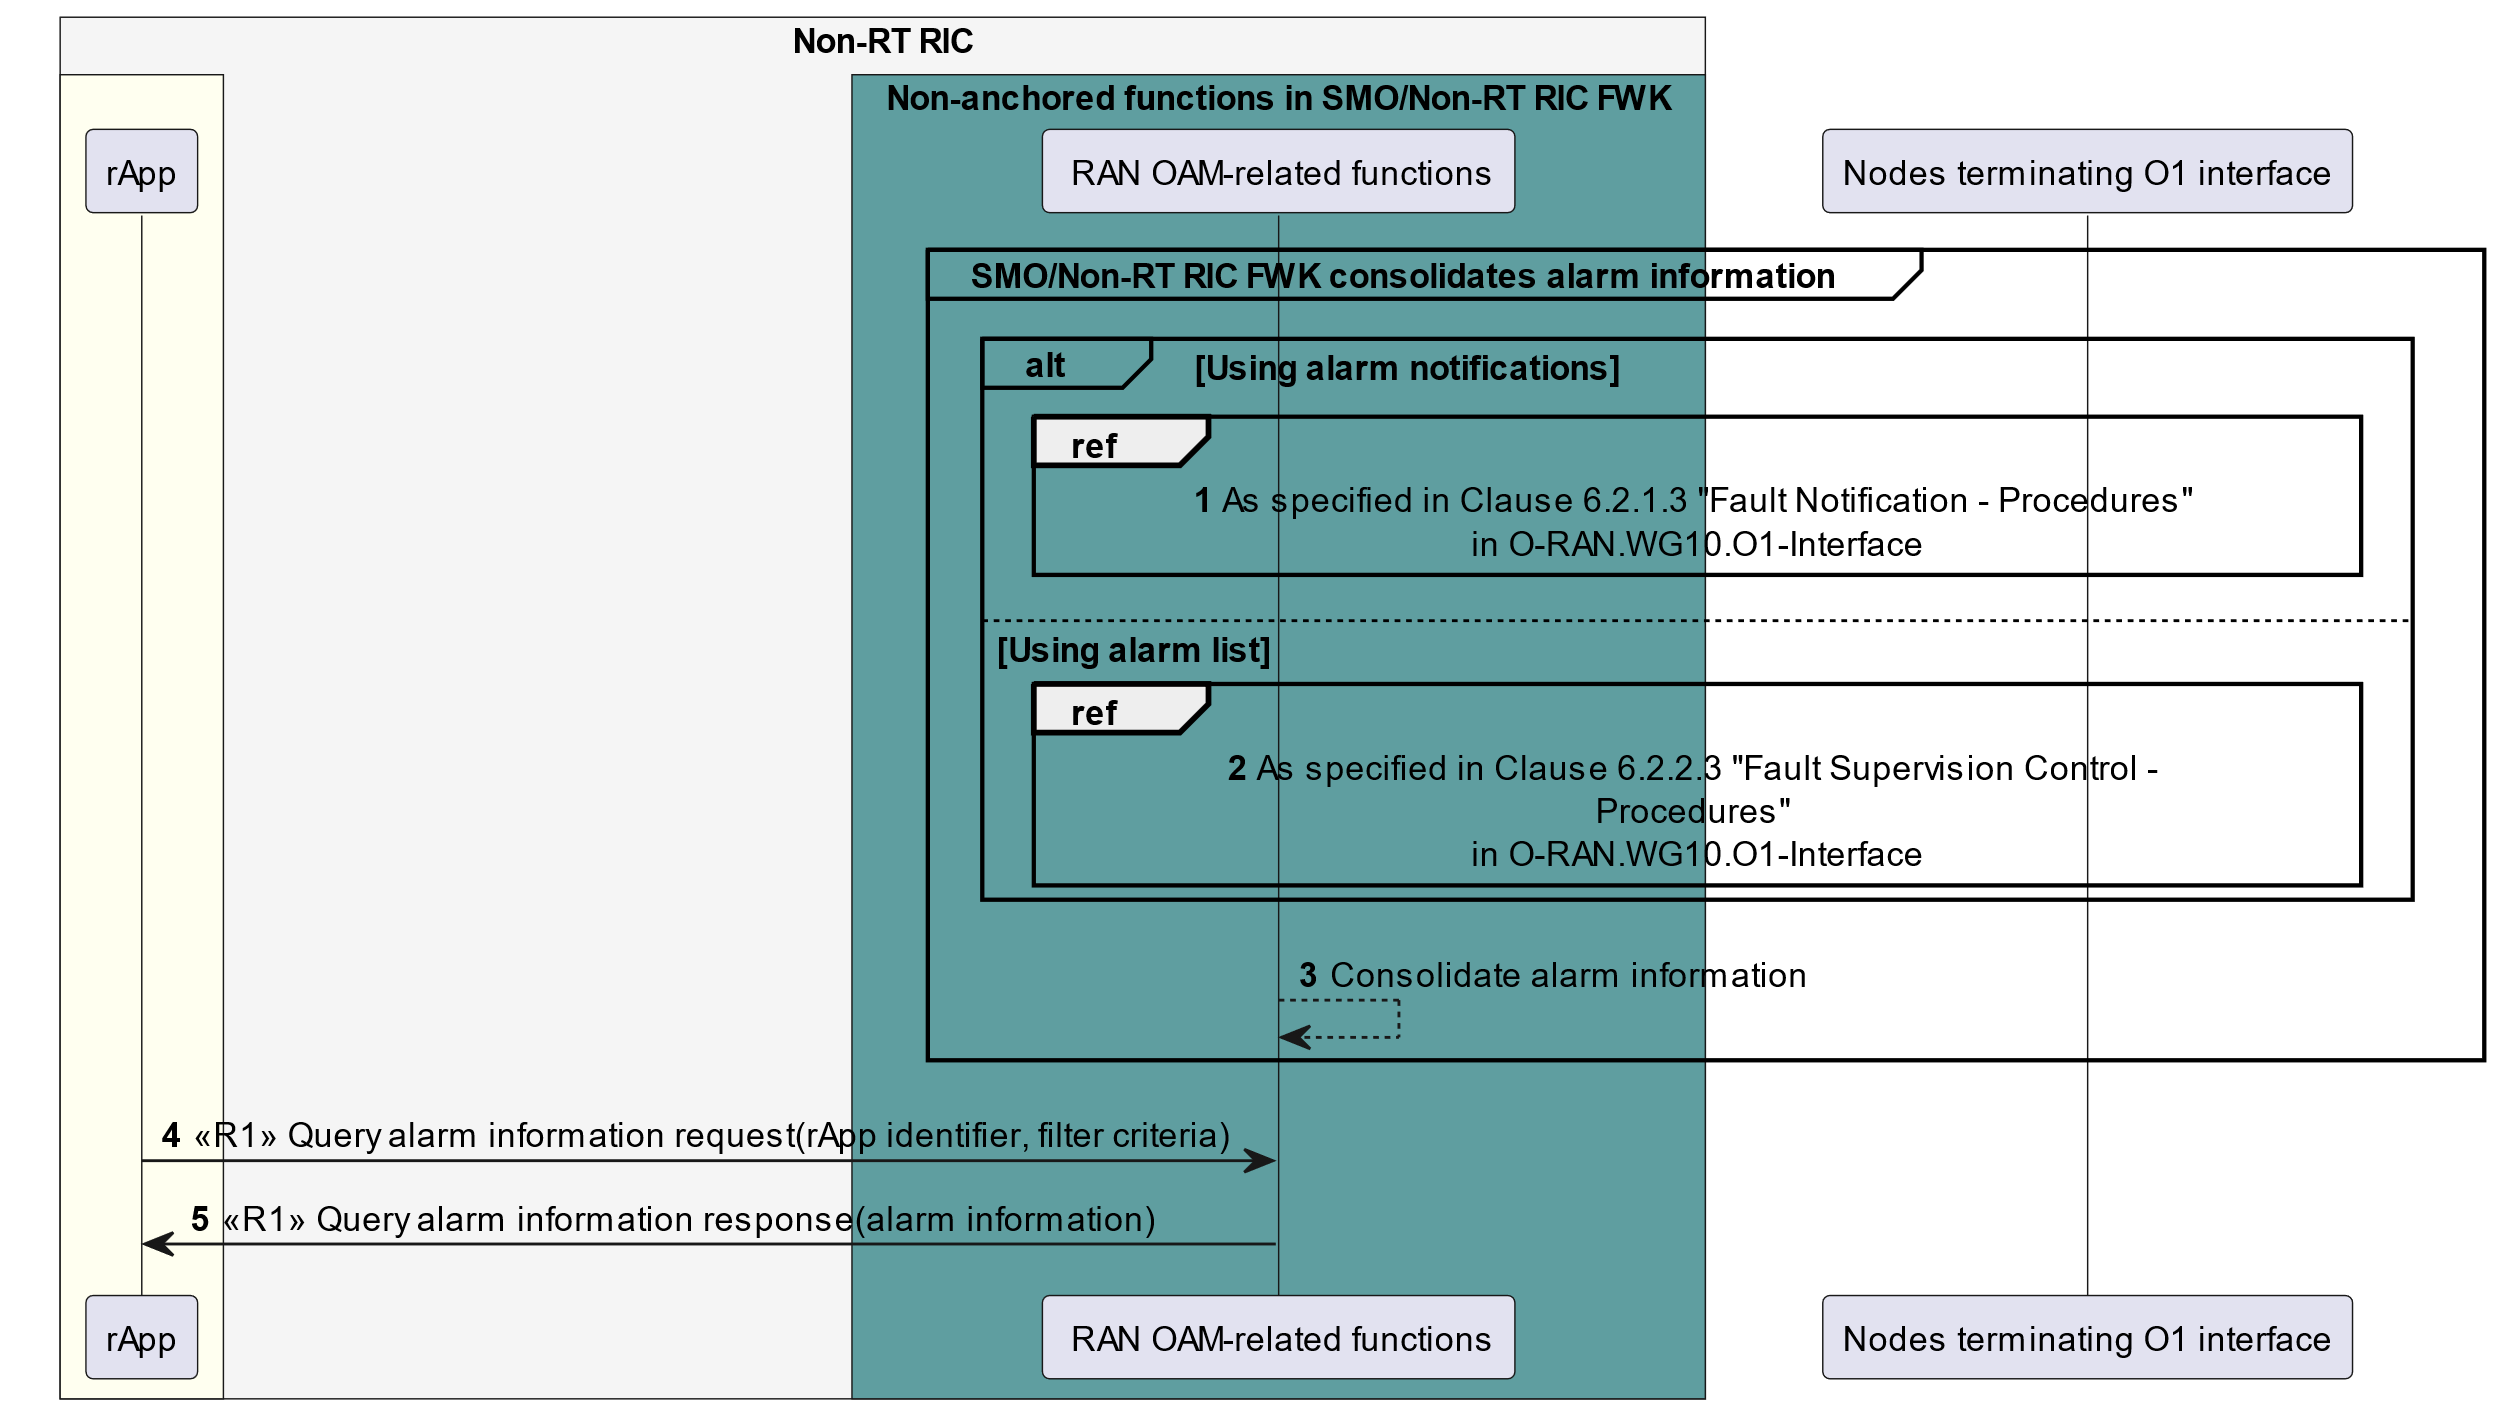 Non-RT RIC
Non-anchored functions in SMO/Non-RT RIC FWK
rApp
RAN OAM-related functions
Nodes terminating O1 interface
SMO/Non-RT RIC FWK consolidates alarm information
alt
[Using alarm notifications]
ref
1 As specified in Clause 6.2.1.3 "Fault Notification - Procedures"
in O-RAN.WG10.O1-Interface
[Using alarm list]
ref
2 As specified in Clause 6.2.2.3 "Fault Supervision Control -
Procedures"
in O-RAN.WG10.O1-Interface
3 Consolidate alarm information
4 «R1» Query alarm information request(rApp identifier, filter criteria)
5 «R1» Query alarm information response(alarm information)
rApp
RAN OAM-related functions
Nodes terminating O1 interface